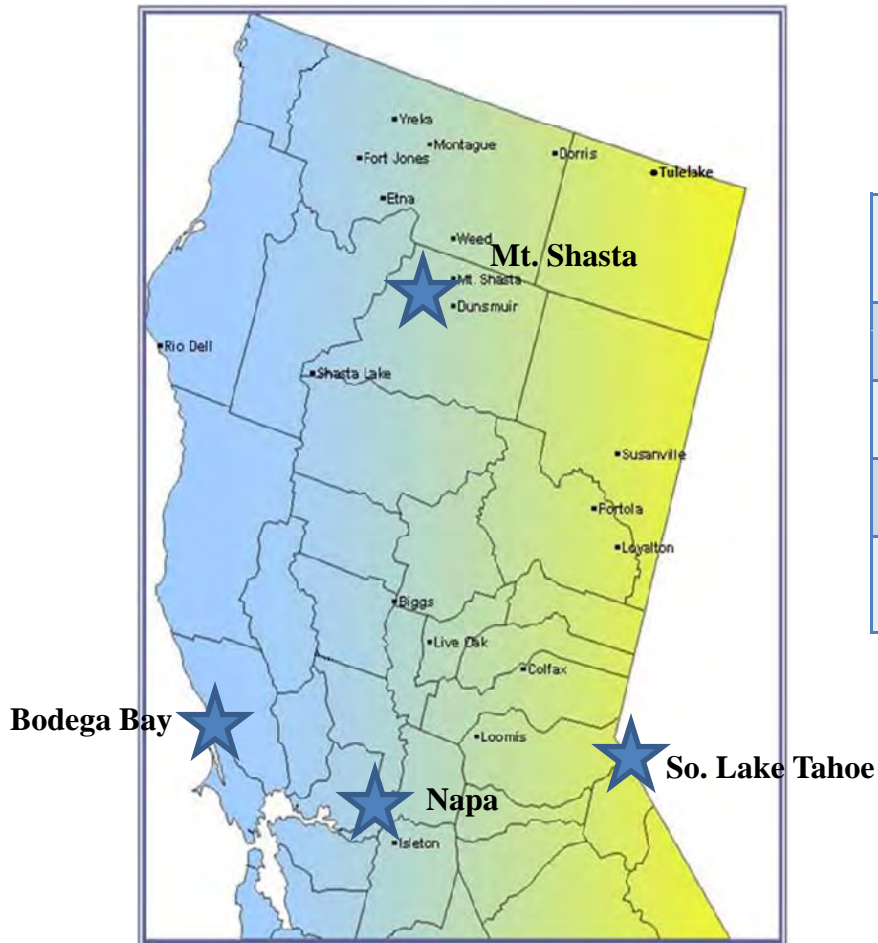 Yreka
Montague
Fort Jones
Dorris
Tulelake
Etna
Weed
Mt. Shasta
Mt. Shasta
Dunsmuir
Rio Dell
Shasta Lake
Susanville
Portola
Loyalton
Biggs
Live Oak
Colfax
Bodega Bay
Loomis
So. Lake Tahoe
Napa
Isleton